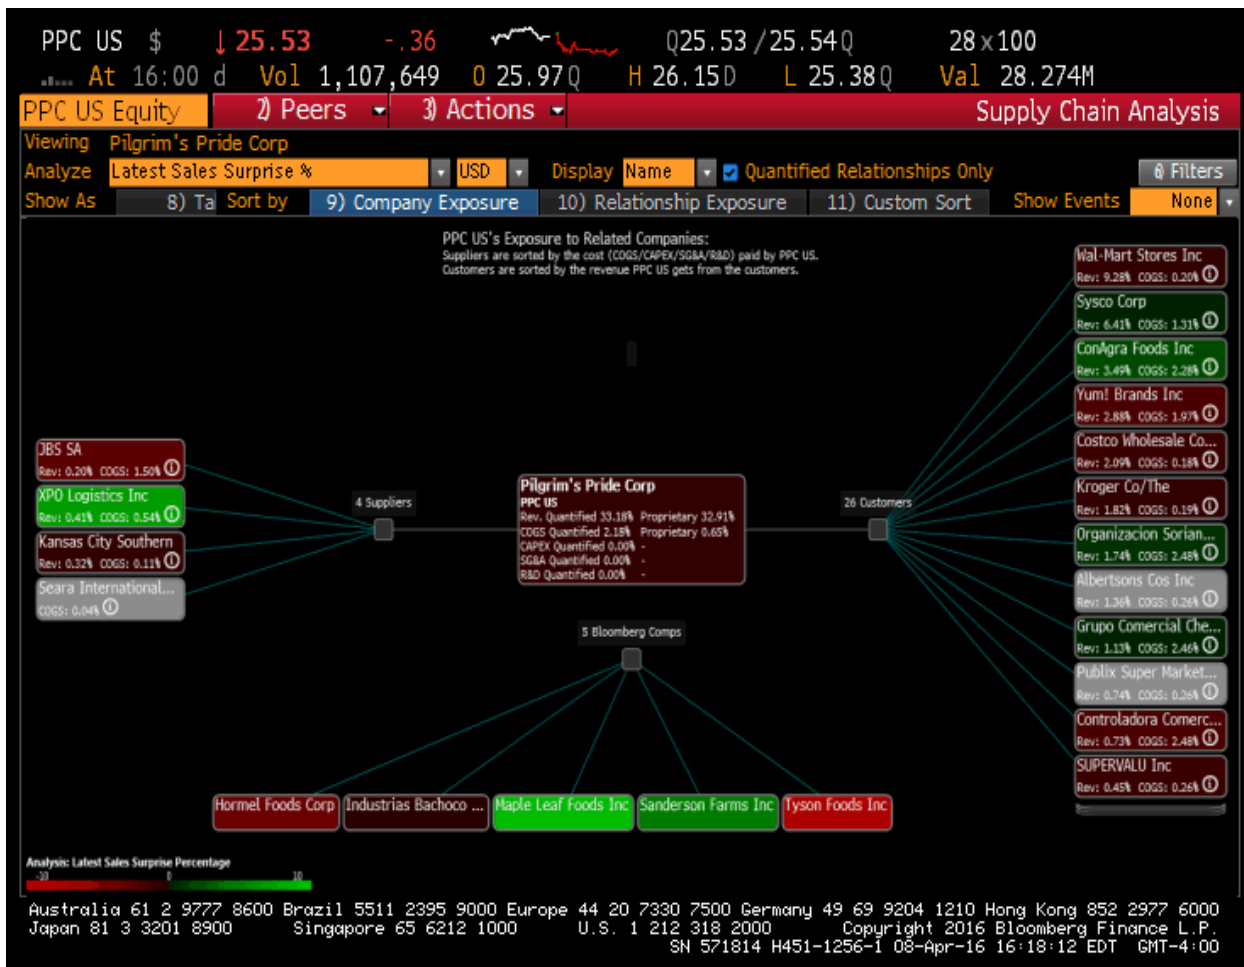 PPC US $ ↓25.53 -.36 Q25.53/25.54Q 28×100
At 16:00 d Vol 1,107,649 O 25.97Q H 26.15D L 25.38Q Val 28.274M
PPC US Equity 2) Peers 3) Actions Supply Chain Analysis
Viewing Pilgrim's Pride Corp
Analyze Latest Sales Surprise % USD Display Name Quantified Relationships Only Filters
Show As 8) Ta Sort by 9) Company Exposure 10) Relationship Exposure 11) Custom Sort Show Events None
PPC US's Exposure to Related Companies:
Suppliers are sorted by the cost (COGS/CAPEX/SG&A/R&D) paid by PPC US.
Customers are sorted by the revenue PPC US gets from the customers.
JBS SA
Rev: 0.20% COGS: 1.50%
XPO Logistics Inc
Rev: 0.41% COGS: 0.54%
Kansas City Southern
Rev: 0.32% COGS: 0.11%
Seara International...
COGS: 0.04%
4 Suppliers
Pilgrim's Pride Corp
PPC US
Rev. Quantified 33.18% Proprietary 32.91%
COGS Quantified 2.18% Proprietary 0.65%
CAPEX Quantified 0.00% -
SG&A Quantified 0.00% -
R&D Quantified 0.00% -
26 Customers
Wal-Mart Stores Inc
Rev: 9.28% COGS: 0.20%
Sysco Corp
Rev: 6.41% COGS: 1.31%
ConAgra Foods Inc
Rev: 3.49% COGS: 2.28%
Yum! Brands Inc
Rev: 2.88% COGS: 1.97%
Costco Wholesale Co...
Rev: 2.09% COGS: 0.18%
Kroger Co/The
Rev: 1.82% COGS: 0.19%
Organizacion Sorian...
Rev: 1.74% COGS: 2.48%
Albertsons Cos Inc
Rev: 1.36% COGS: 0.26%
Grupo Comercial Che...
Rev: 1.13% COGS: 2.46%
Publix Super Market...
Rev: 0.74% COGS: 0.26%
Controladora Comerc...
Rev: 0.73% COGS: 2.48%
SUPERVALU Inc
Rev: 0.45% COGS: 0.26%
5 Bloomberg Comps
Hormel Foods Corp Industrias Bachoco ... Maple Leaf Foods Inc Sanderson Farms Inc Tyson Foods Inc
Analysis: Latest Sales Surprise Percentage
-10 0 10
Australia 61 2 9777 8600 Brazil 5511 2395 9000 Europe 44 20 7330 7500 Germany 49 69 9204 1210 Hong Kong 852 2977 6000
Japan 81 3 3201 8900 Singapore 65 6212 1000 U.S. 1 212 318 2000 Copyright 2016 Bloomberg Finance L.P.
SN 571814 H451-1256-1 08-Apr-16 16:18:12 EDT GMT-4:00